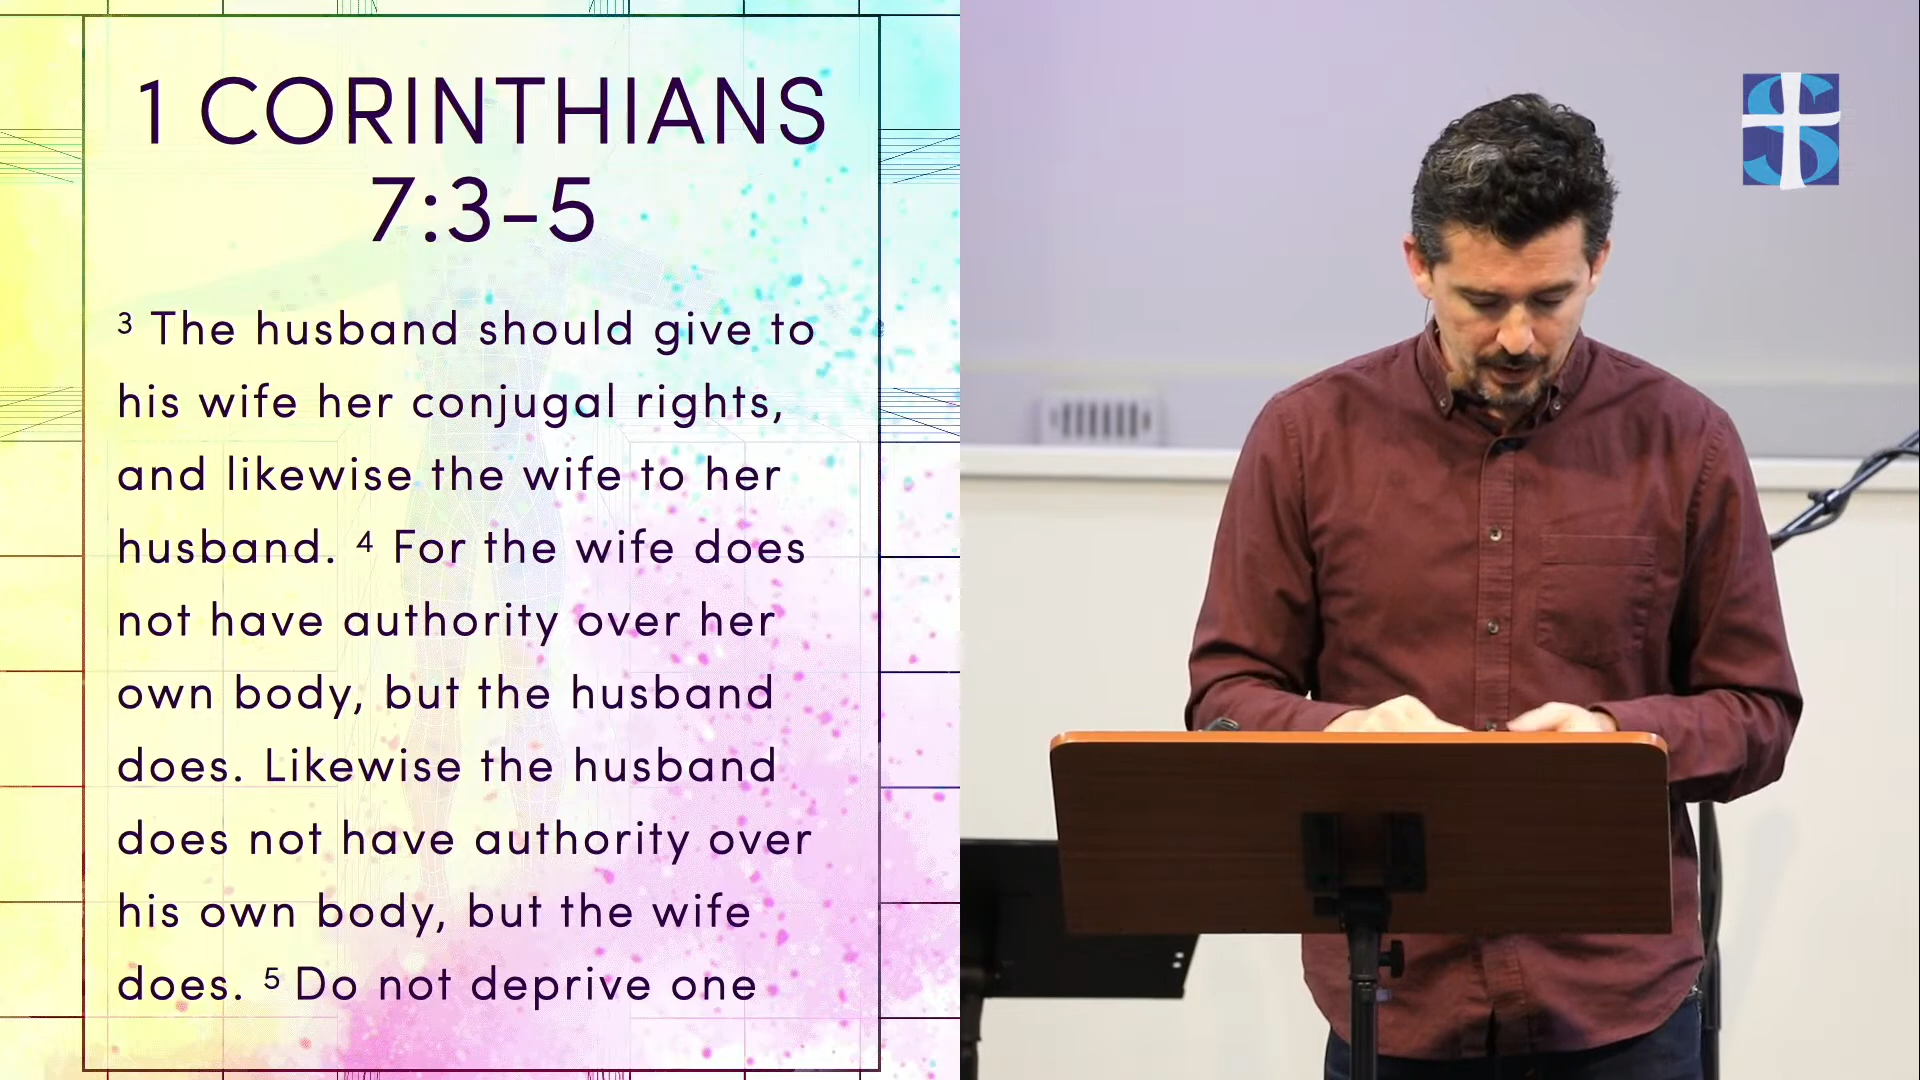 1 CORINTHIANS
7:3-5
3 The husband should give to
his wife her conjugal rights,
and likewise the wife to her
husband. 4 For the wife does
not have authority over her
own body, but the husband
does. Likewise the husband
does not have authority over
his own body, but the wife
does. 5 Do not deprive one
S